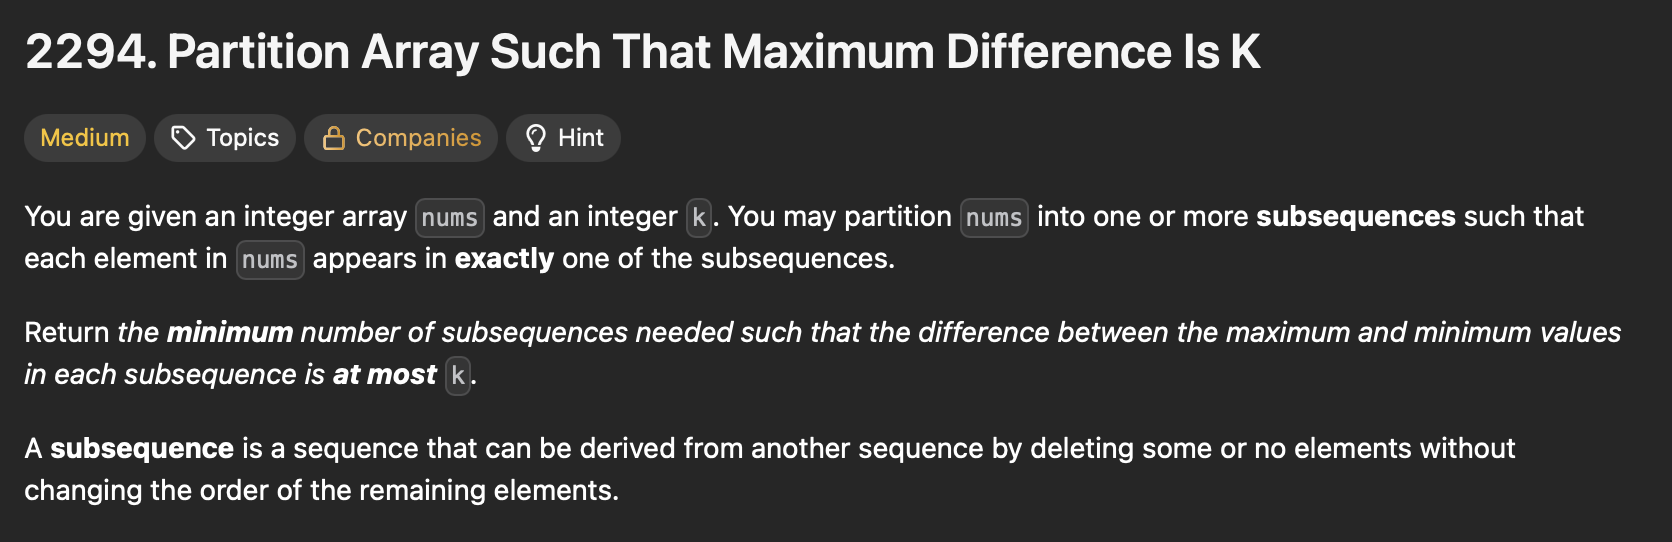 2294. Partition Array Such That Maximum Difference Is K
Medium Topics Companies Hint
You are given an integer array nums and an integer k. You may partition nums into one or more subsequences such that
each element in nums appears in exactly one of the subsequences.
Return the minimum number of subsequences needed such that the difference between the maximum and minimum values
in each subsequence is at most k.
A subsequence is a sequence that can be derived from another sequence by deleting some or no elements without
changing the order of the remaining elements.